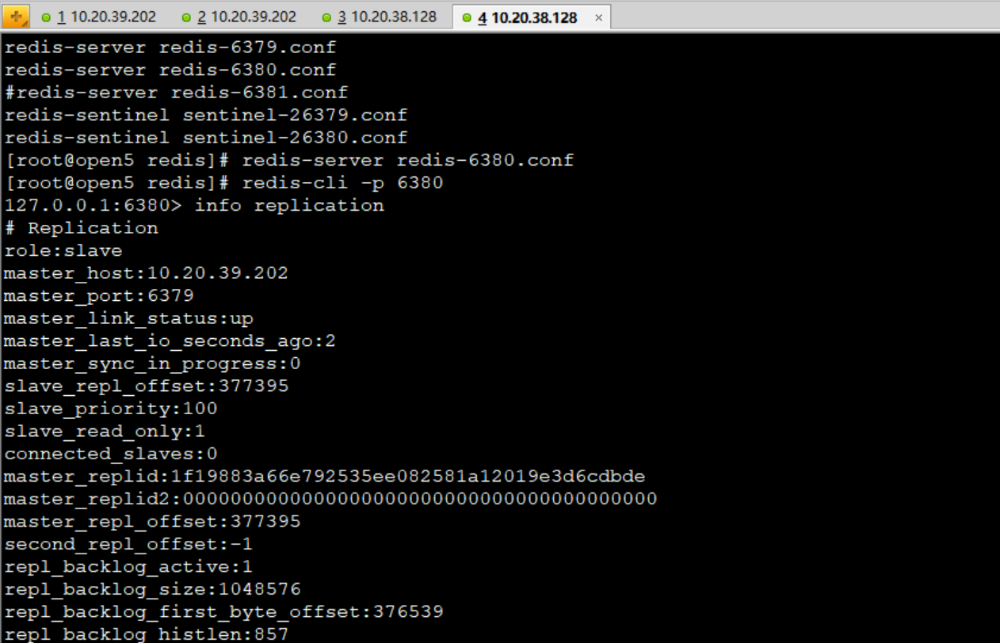 1 10.20.39.202 2 10.20.39.202 3 10.20.38.128 4 10.20.38.128 ×
redis-server redis-6379.conf
redis-server redis-6380.conf
#redis-server redis-6381.conf
redis-sentinel sentinel-26379.conf
redis-sentinel sentinel-26380.conf
[root@open5 redis]# redis-server redis-6380.conf
[root@open5 redis]# redis-cli -p 6380
127.0.0.1:6380> info replication
# Replication
role:slave
master_host:10.20.39.202
master_port:6379
master_link_status:up
master_last_io_seconds_ago:2
master_sync_in_progress:0
slave_repl_offset:377395
slave_priority:100
slave_read_only:1
connected_slaves:0
master_replid:1f19883a66e792535ee082581a12019e3d6cdbde
master_replid2:0000000000000000000000000000000000000000
master_repl_offset:377395
second_repl_offset:-1
repl_backlog_active:1
repl_backlog_size:1048576
repl_backlog_first_byte_offset:376539
repl_backlog_histlen:857